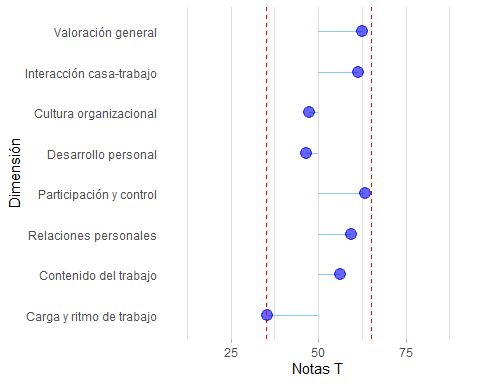 Valoración general
Interacción casa-trabajo
Cultura organizacional
Desarrollo personal
Participación y control
Relaciones personales
Contenido del trabajo
Carga y ritmo de trabajo
Dimensión
25 50 75
Notas T